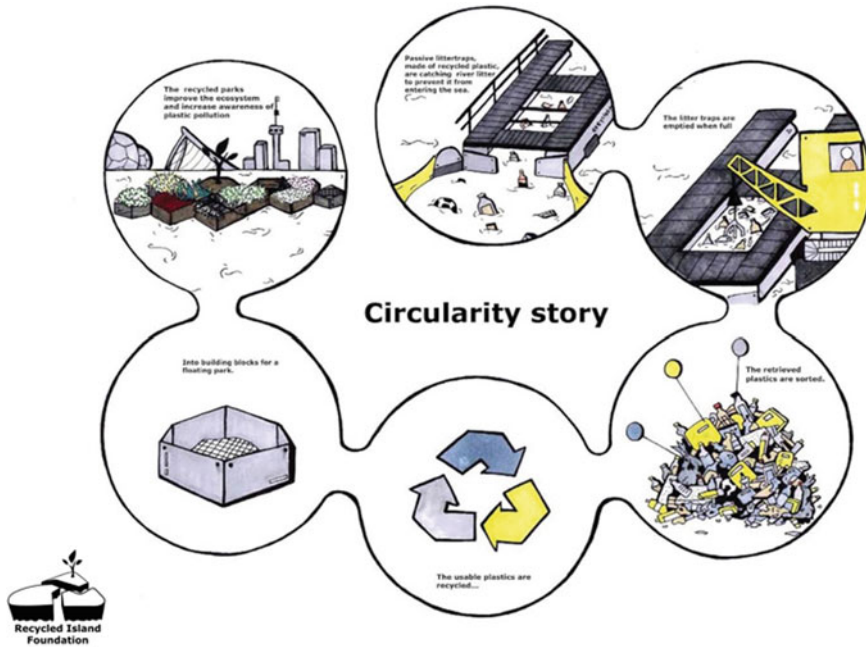 Passive littertraps,
made of recycled plastic,
are catching river litter
to prevent it from
entering the sea.
The litter traps are
emptied when full
The retrieved
plastics are sorted.
The usable plastics are
recycled...
Into building blocks for a
floating park.
The recycled parks
improve the ecosystem
and increase awareness of
plastic pollution
Circularity story
Recycled Island
Foundation